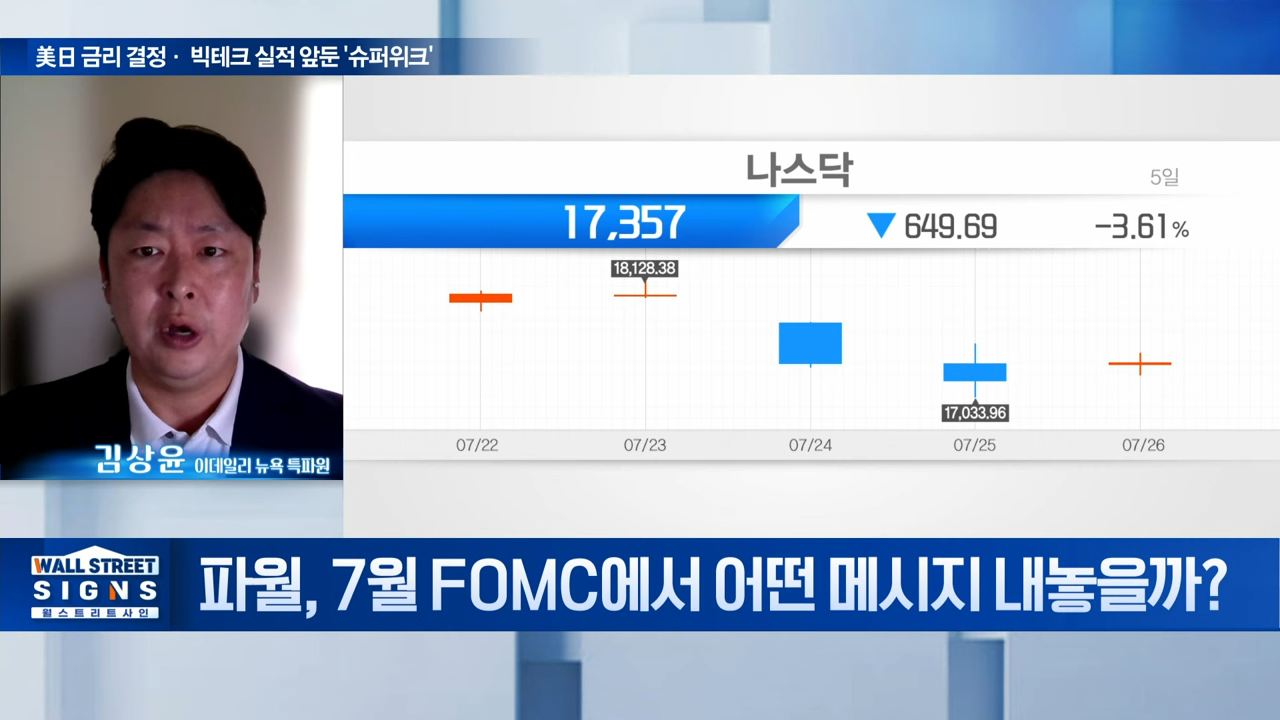 美日 금리 결정· 빅테크 실적 앞둔 '슈퍼위크'
나스닥
5일
17,357
▼ 649.69
-3.61%
18,128.38
17,033.96
07/22
07/23
07/24
07/25
07/26
김상윤 이데일리 뉴욕 특파원
WALL STREET
SIGNS
월스트리트사인
파월, 7월 FOMC에서 어떤 메시지 내놓을까?